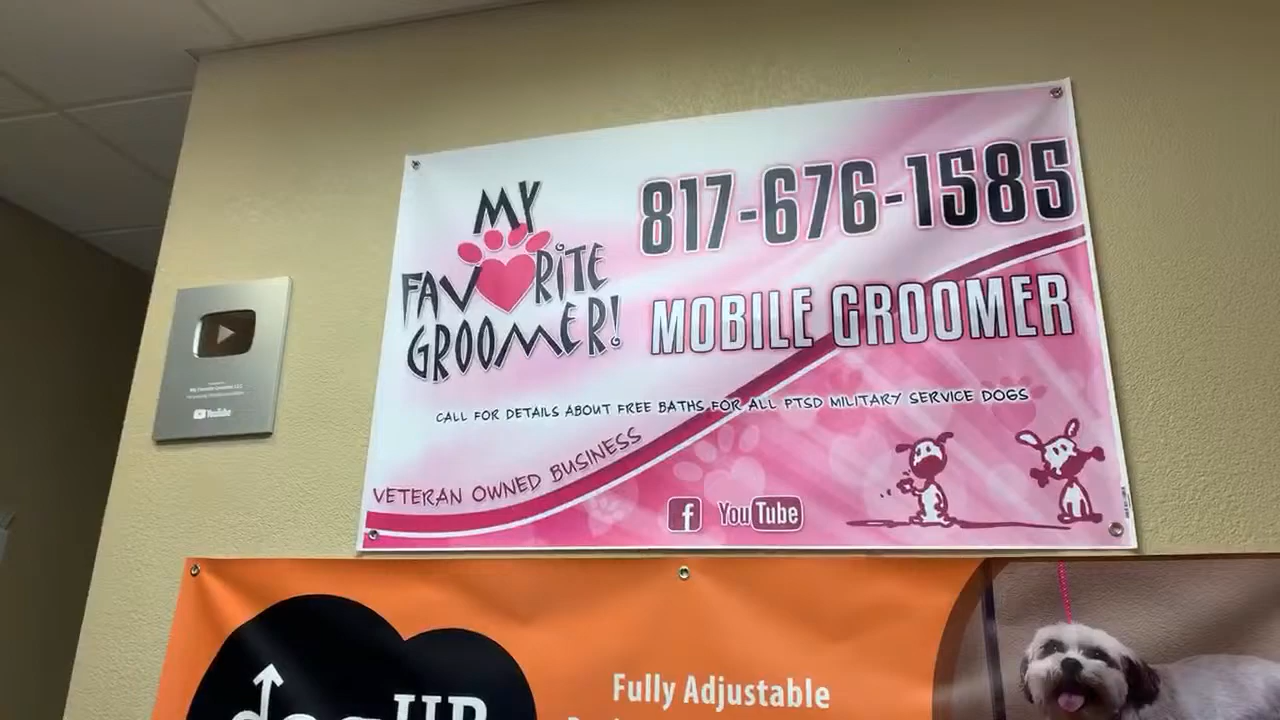 MY
FAVORITE
GROOMER!
817-676-1585
MOBILE GROOMER
CALL FOR DETAILS ABOUT FREE BATHS FOR ALL PTSD MILITARY SERVICE DOGS
VETERAN OWNED BUSINESS
f YouTube
YouTube
Fully Adjustable